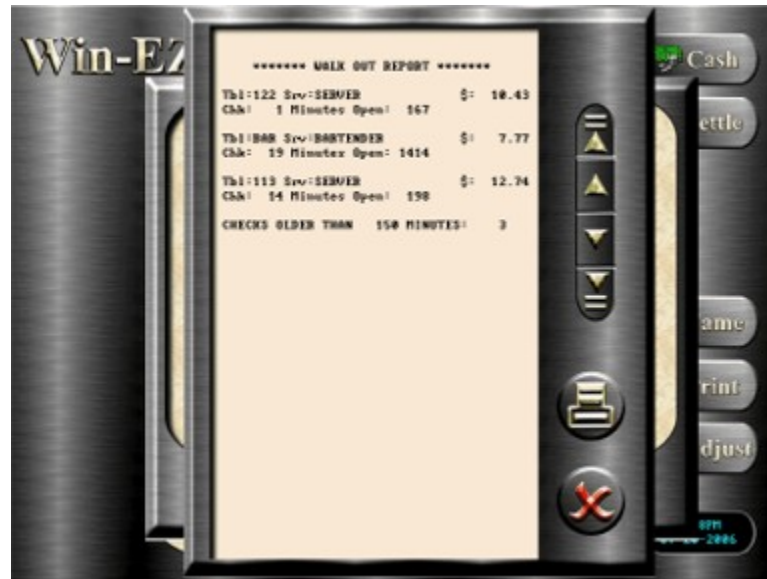 Win-EZ
******* WALK OUT REPORT *******
Tbl:122 Srv:SERVER $: 10.43
Chk: 1 Minutes Open: 167
Tbl:BAR Srv:BARTENDER $: 7.77
Chk: 19 Minutes Open: 1414
Tbl:113 Srv:SERVER $: 12.74
Chk: 14 Minutes Open: 198
CHECKS OLDER THAN 150 MINUTES: 3
Cash
ettle
ame
rint
djust
8PM
2006